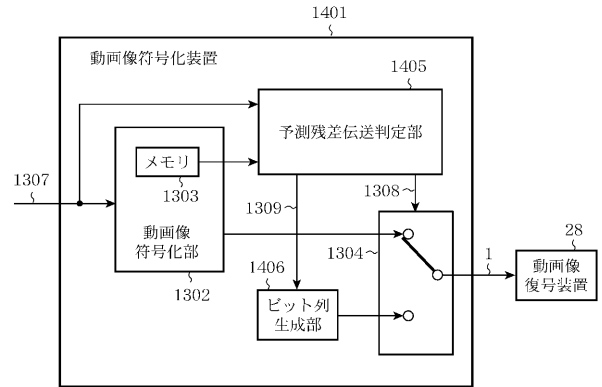 1401
動画像符号化装置
1405
予測残差伝送判定部
メモリ
1303
1307
動画像
符号化部
1302
1309
1308
1304
1406
ビット列
生成部
1
28
動画像
復号装置